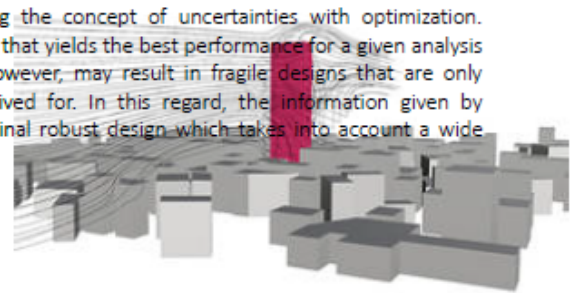 g the concept of uncertainties with optimization.
that yields the best performance for a given analysis
owever, may result in fragile designs that are only
ived for. In this regard, the information given by
inal robust design which takes into account a wide